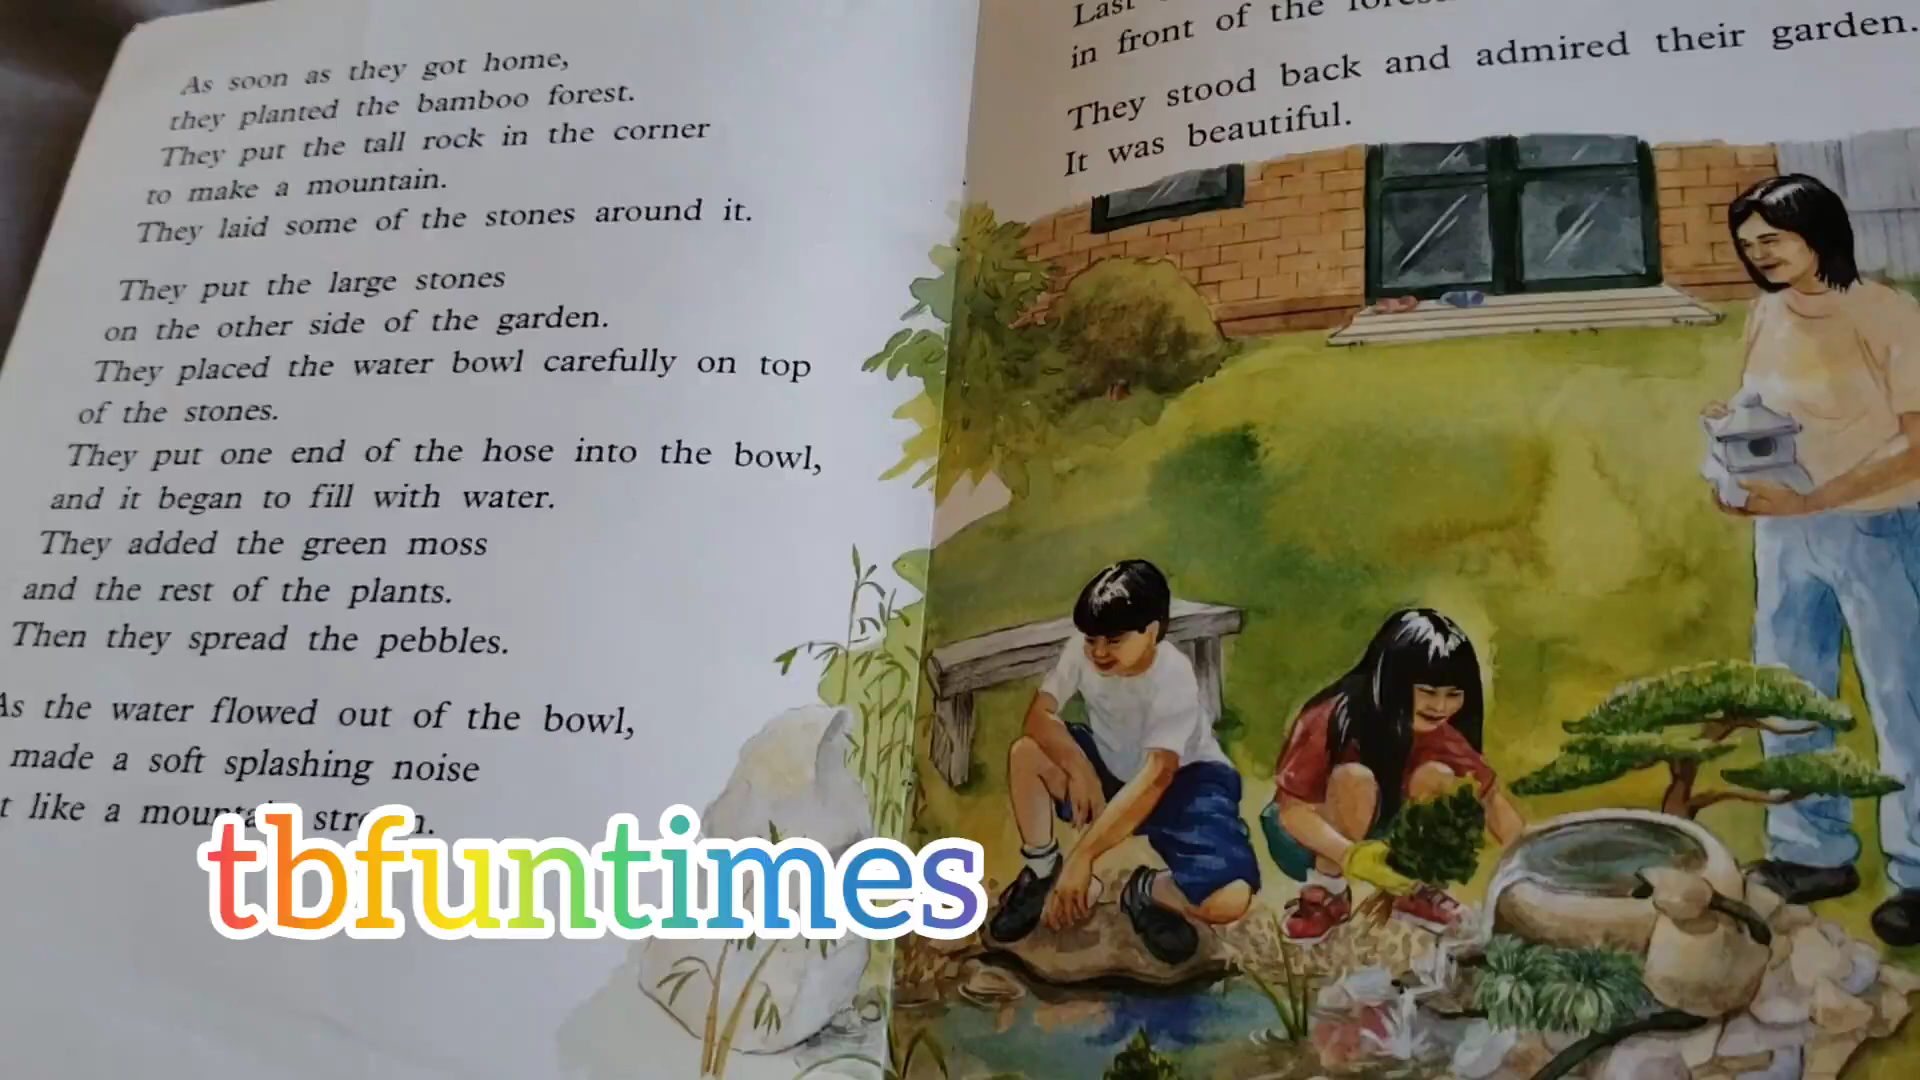 As soon as they got home,
they planted the bamboo forest.
They put the tall rock in the corner
to make a mountain.
They laid some of the stones around it.
They put the large stones
on the other side of the garden.
They placed the water bowl carefully on top
of the stones.
They put one end of the hose into the bowl,
and it began to fill with water.
They added the green moss
and the rest of the plants.
Then they spread the pebbles.
As the water flowed out of the bowl,
made a soft splashing noise
like a
tbfuntimes
Last
in front of the
They stood back and admired their garden.
It was beautiful.